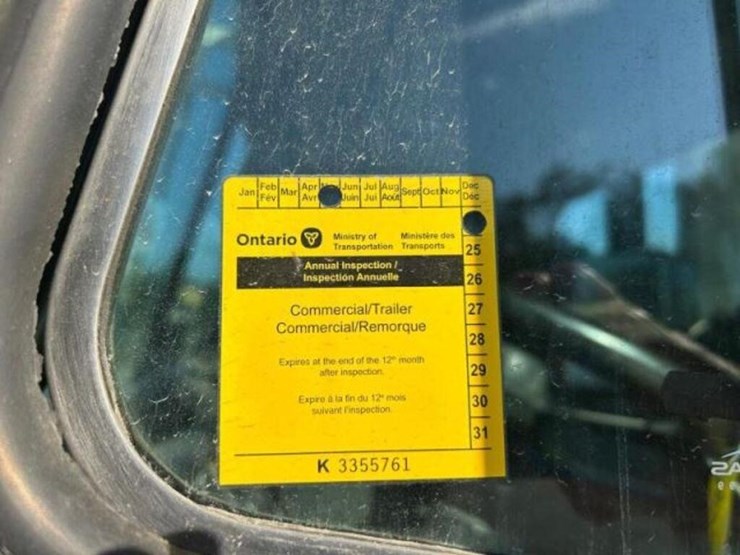 Jan Feb Mar Apr Jun Jul Aug Sept Oct Nov Dec
Fév Avr Juin Jui Août Déc
Ontario
Ministry of Transportation
Ministère des Transports
25
Annual Inspection /
Inspection Annuelle
26
Commercial/Trailer
27
Commercial/Remorque
28
Expires at the end of the 12th month
after inspection.
29
Expire à la fin du 12e mois
30
suivant l'inspection.
31
K 3355761